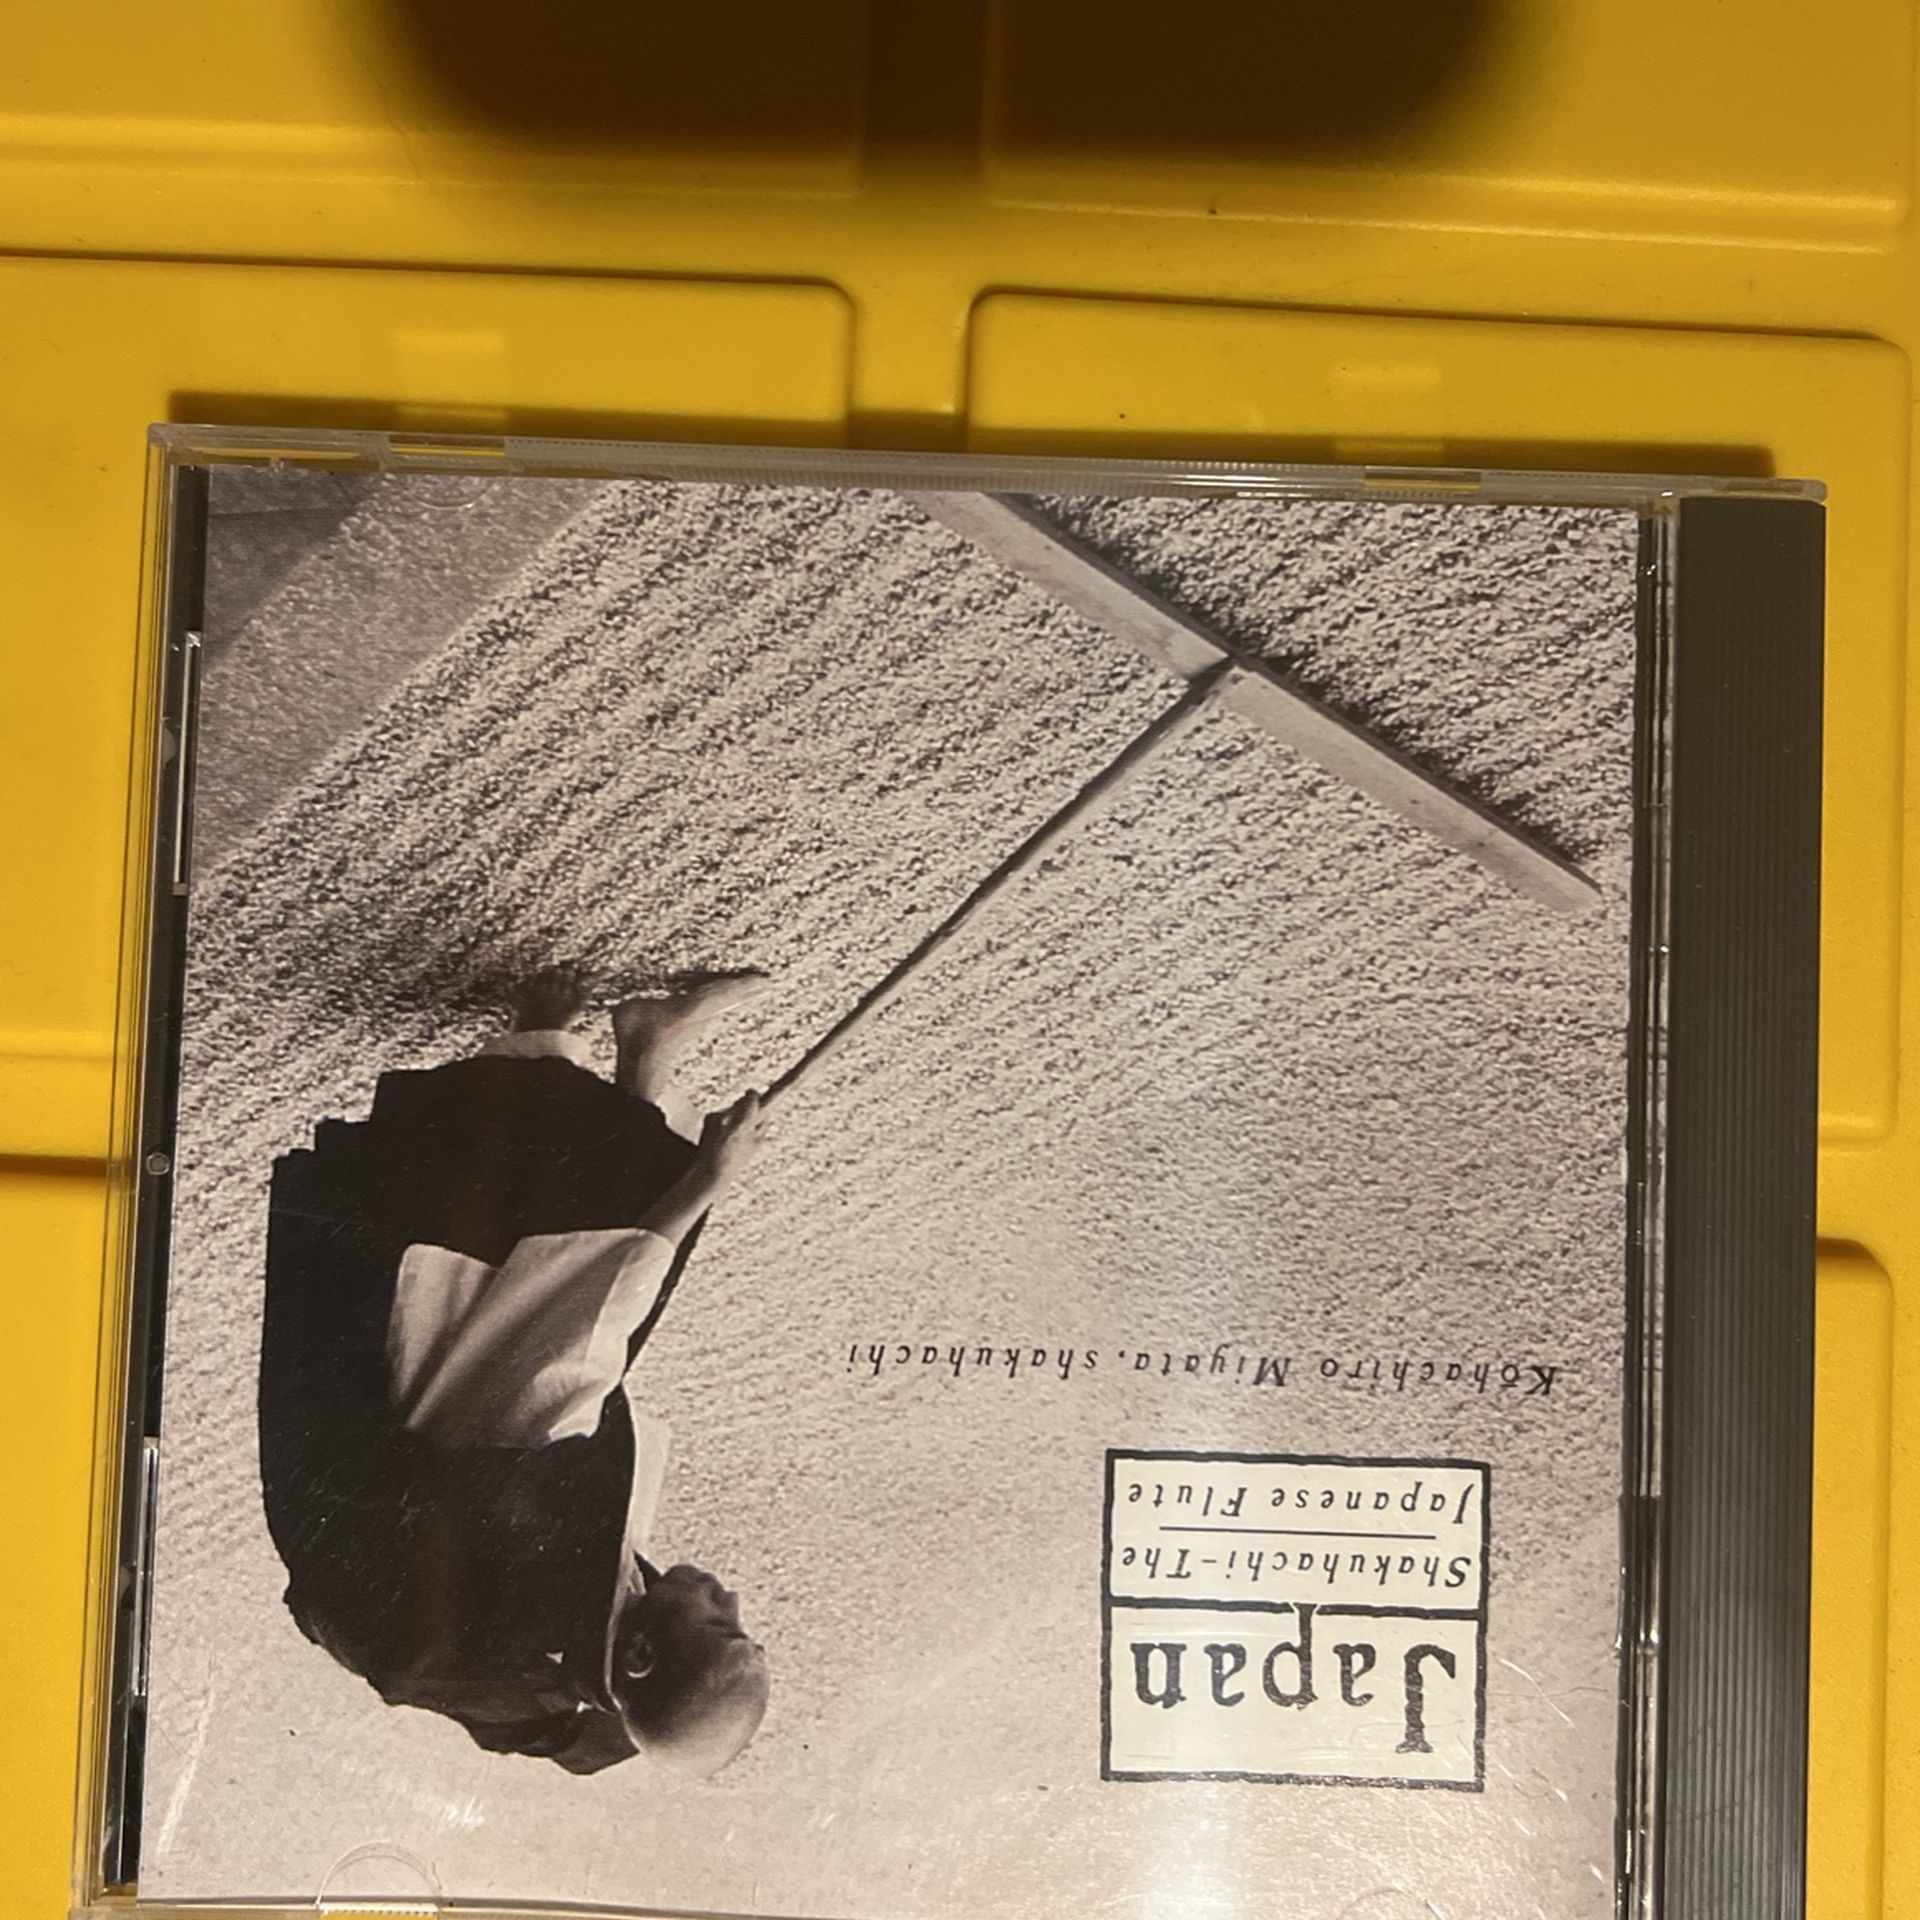 Japan
Shakuhachi–The
Japanese Flute
Kōhachiro Miyata, shakuhachi